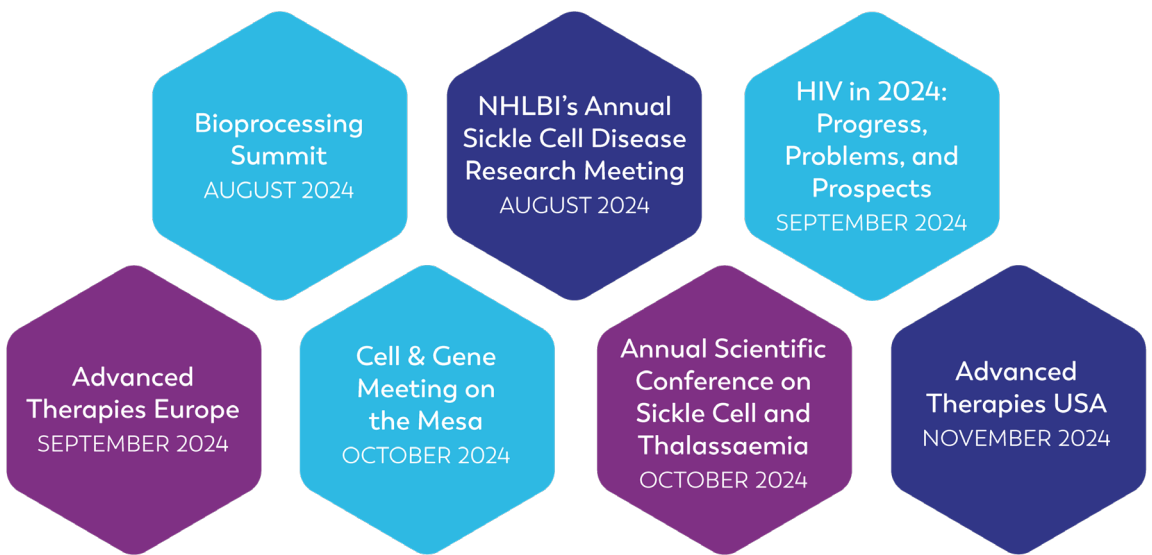 Bioprocessing
Summit
AUGUST 2024
NHLBI’s Annual
Sickle Cell Disease
Research Meeting
AUGUST 2024
HIV in 2024:
Progress,
Problems, and
Prospects
SEPTEMBER 2024
Advanced
Therapies Europe
SEPTEMBER 2024
Cell & Gene
Meeting on
the Mesa
OCTOBER 2024
Annual Scientific
Conference on
Sickle Cell and
Thalassaemia
OCTOBER 2024
Advanced
Therapies USA
NOVEMBER 2024